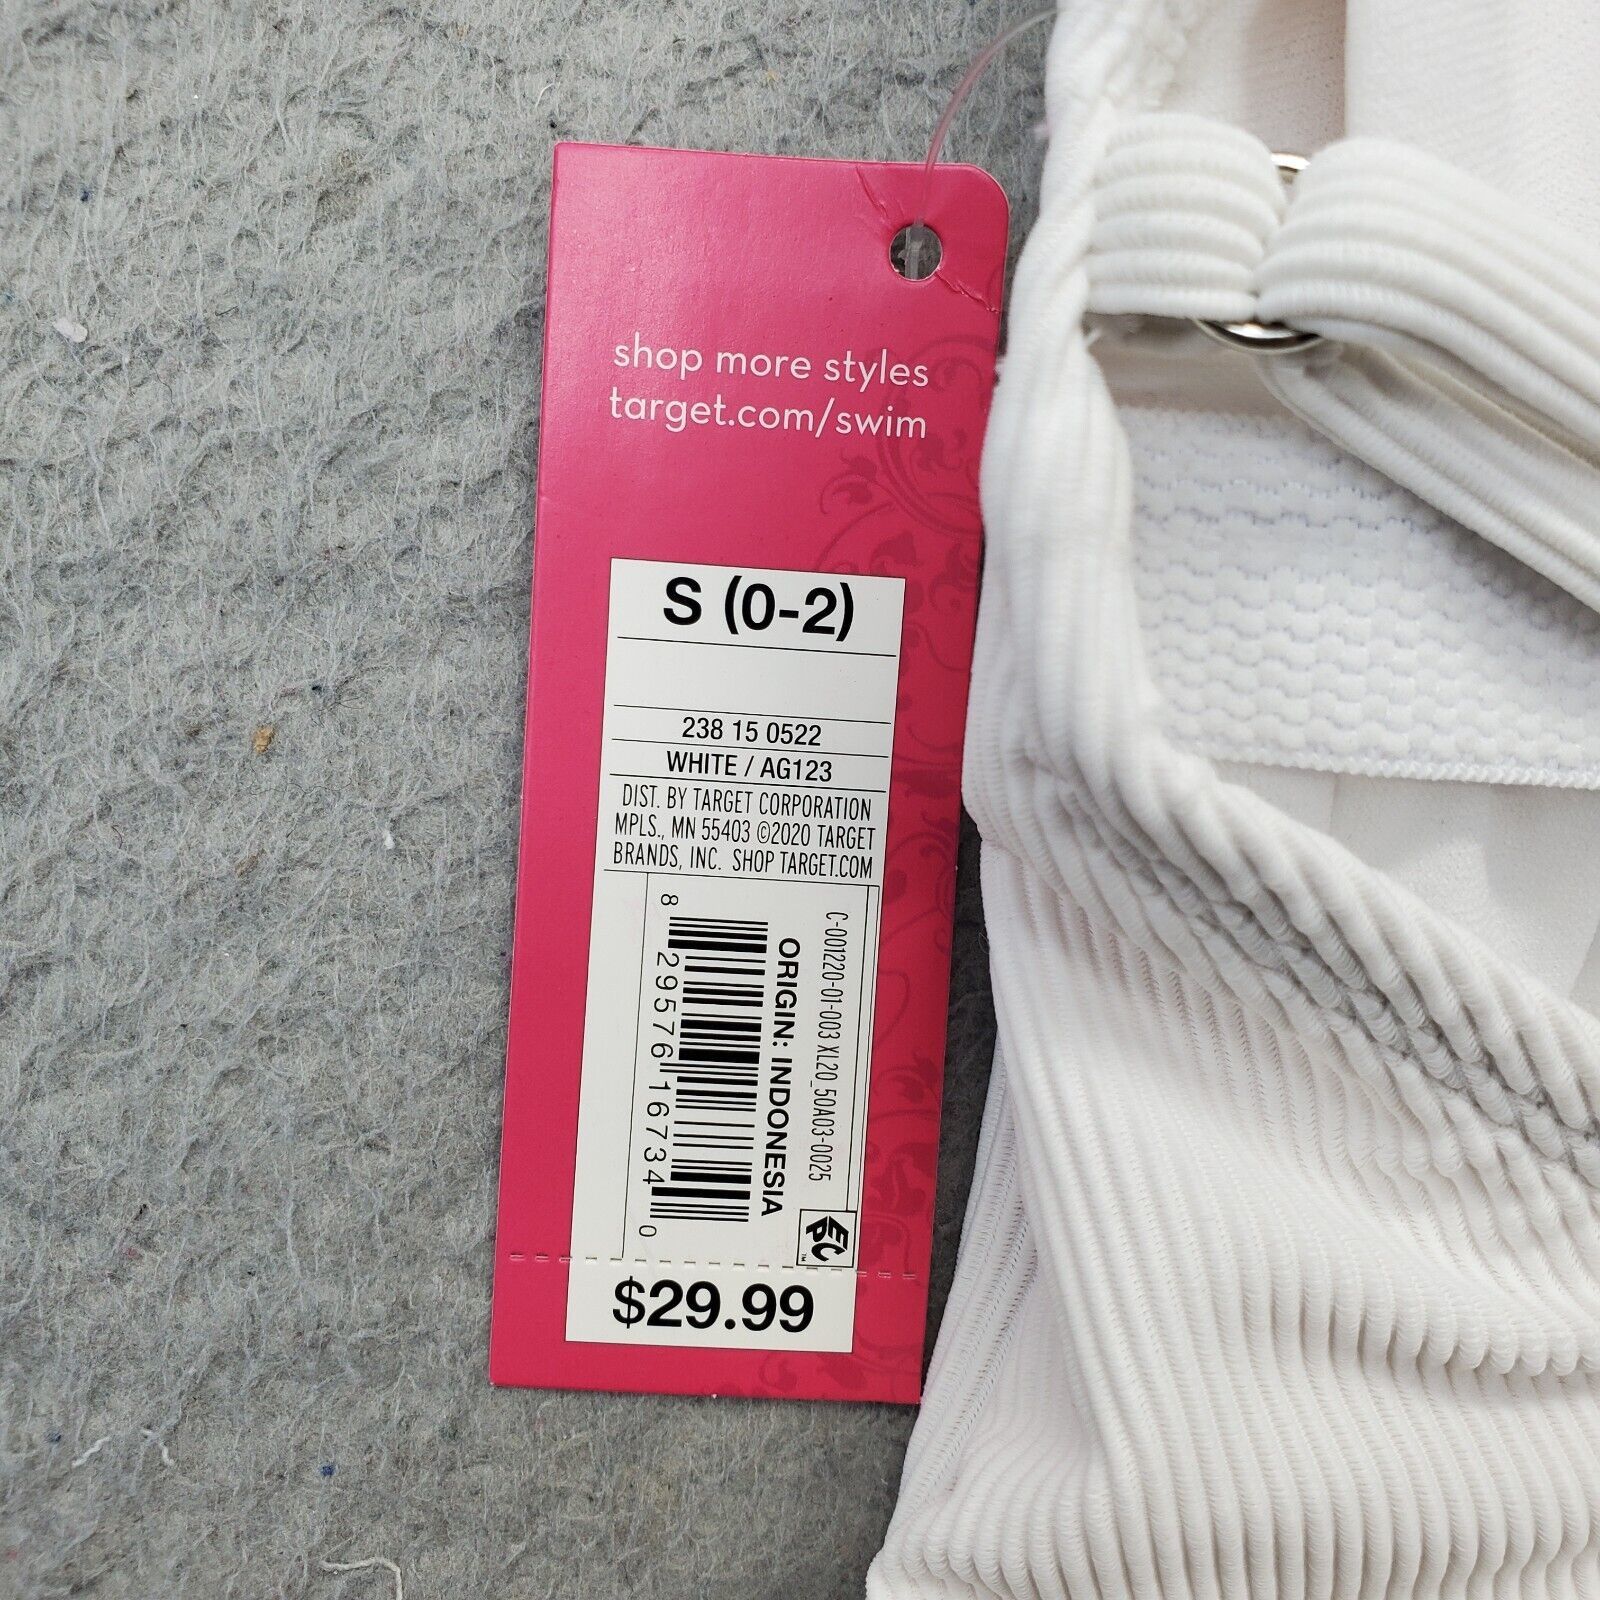 shop more styles
target.com/swim
S (0-2)
238 15 0522
WHITE / AG123
DIST. BY TARGET CORPORATION
MPLS., MN 55403 ©2020 TARGET
BRANDS, INC. SHOP TARGET.COM
C-001220-01-003 XL20_50A03-0025
ORIGIN: INDONESIA
8 29576 16734 0
EPC™
$29.99